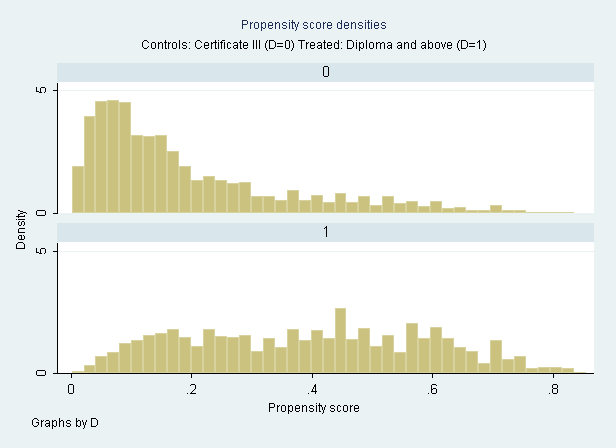 Propensity score densities
Controls: Certificate III (D=0) Treated: Diploma and above (D=1)
0
5
0
Density
1
5
0
0 .2 .4 .6 .8
Propensity score
Graphs by D